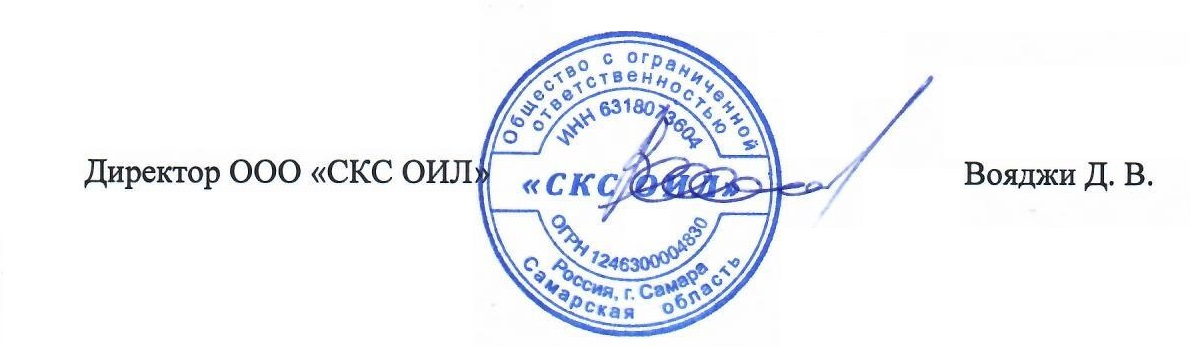 Директор ООО «СКС ОИЛ»
Общество с ограниченной
ответственностью
ИНН 6318073604
«СКС ОИЛ»
ОГРН 1246300004830
Россия, г. Самара
Самарская область
Вояджи Д. В.